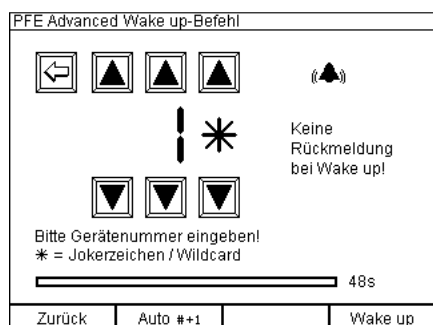 PFE Advanced Wake up-Befehl
1*
Keine
Rückmeldung
bei Wake up!
Bitte Gerätenummer eingeben!
* = Jokerzeichen / Wildcard
48s
Zurück Auto #+1 Wake up